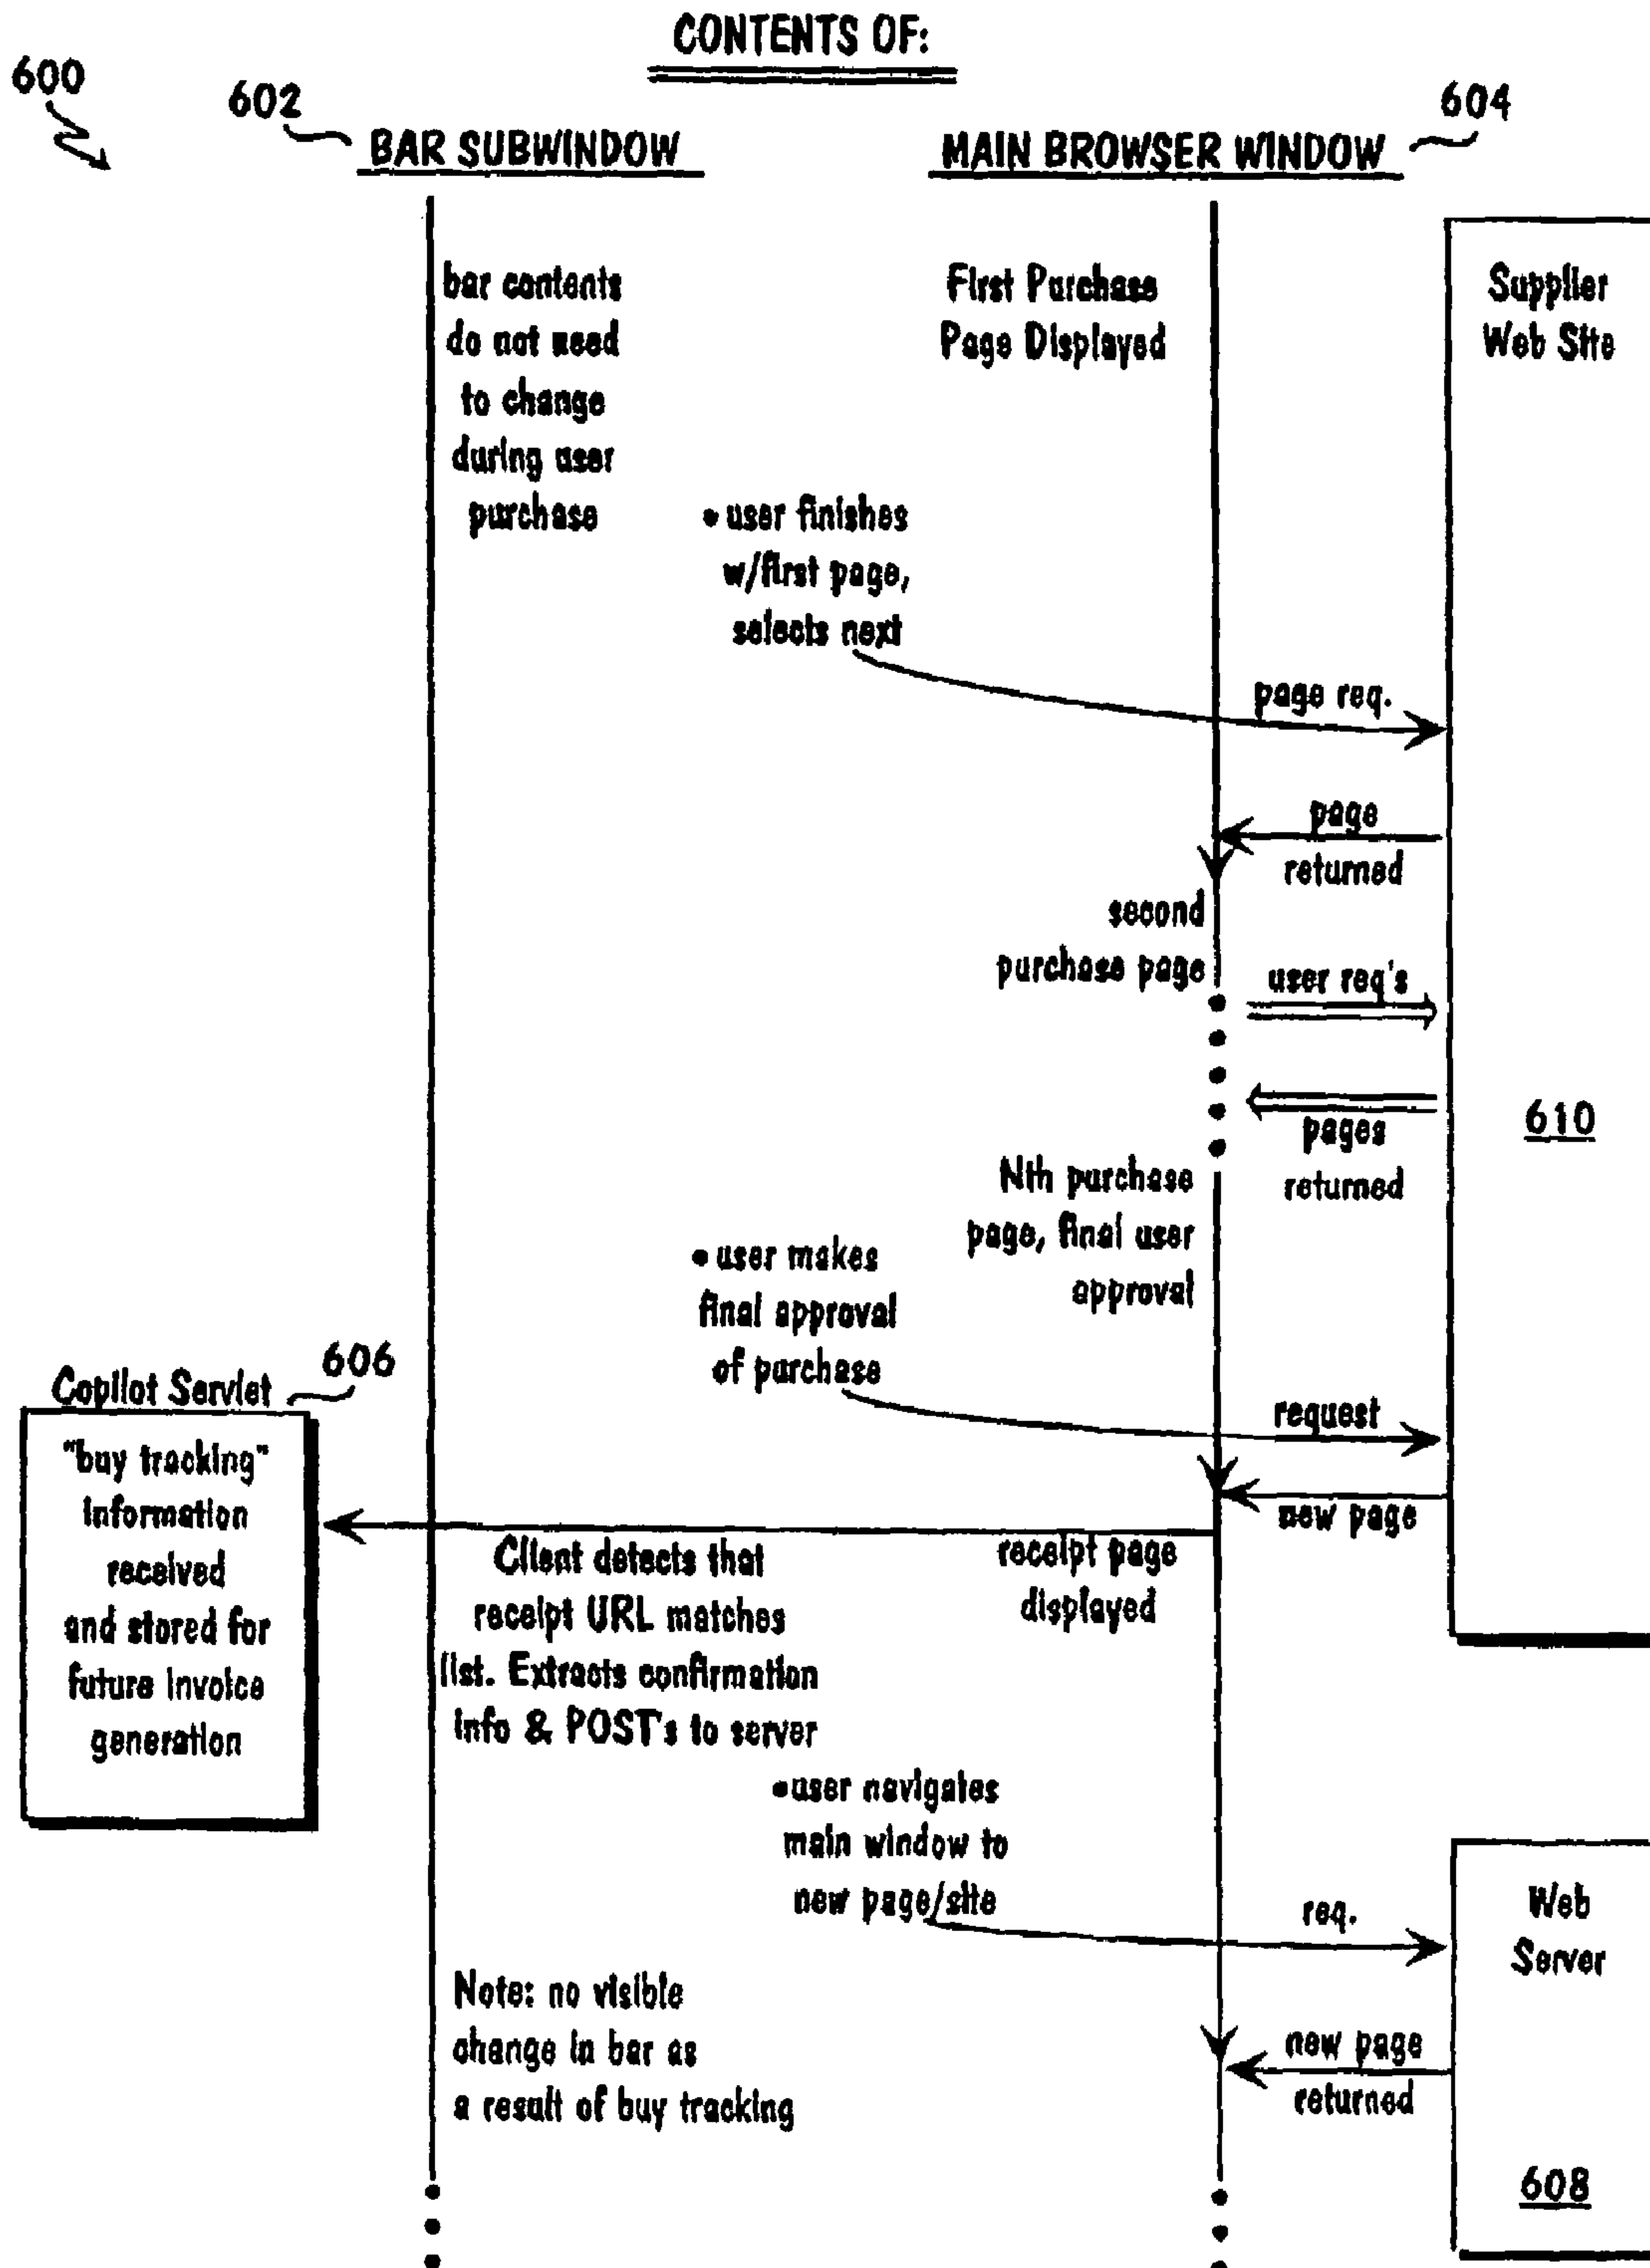 CONTENTS OF:
600
602
604
BAR SUBWINDOW
MAIN BROWSER WINDOW
bar contents
do not need
to change
during user
purchase
First Purchase
Page Displayed
Supplier
Web Site
• user finishes
w/first page,
selects next
page req.
page
returned
second
purchase page
user req's
pages
returned
610
Nth purchase
page, final user
approval
• user makes
final approval
of purchase
request
new page
606
Copilot Servlet
"buy tracking"
information
received
and stored for
future invoice
generation
Client detects that
receipt URL matches
list. Extracts confirmation
info & POST's to server
receipt page
displayed
• user navigates
main window to
new page/site
req.
Web
Server
Note: no visible
change in bar as
a result of buy tracking
new page
returned
608